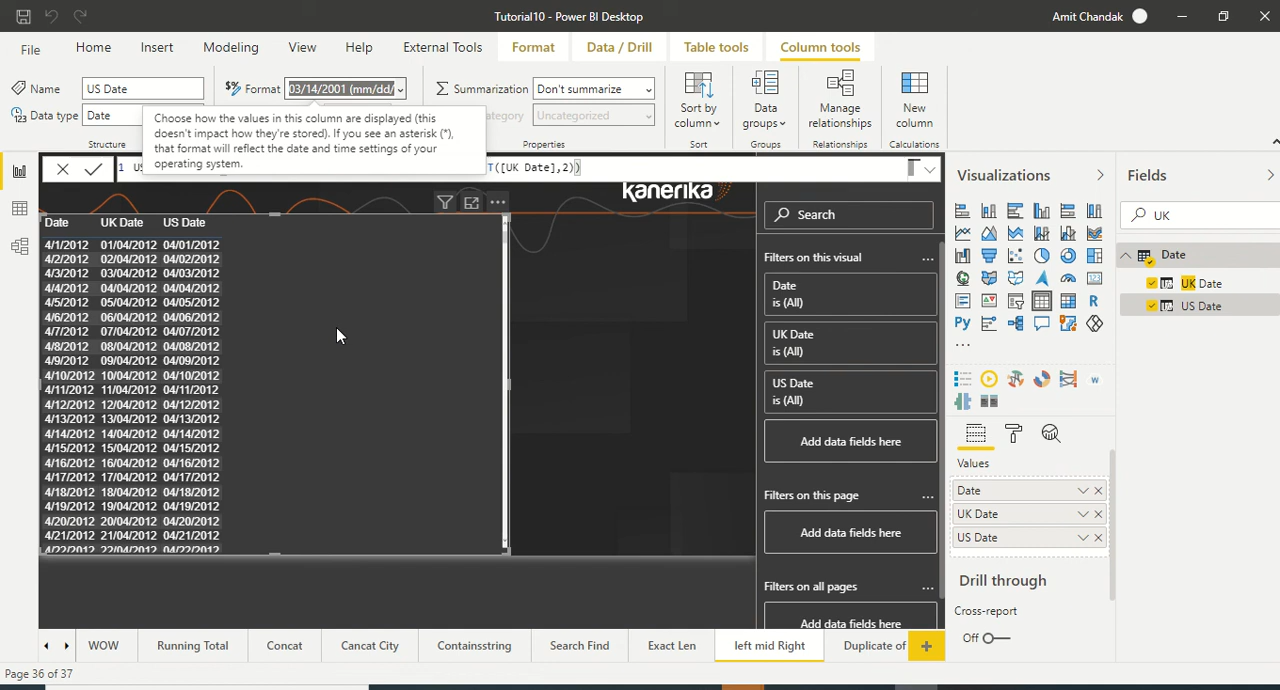 Tutorial10 - Power BI Desktop
Amit Chandak
File
Home
Insert
Modeling
View
Help
External Tools
Format
Data / Drill
Table tools
Column tools
Name
US Date
Format
03/14/2001 (mm/dd/
Summarization
Don't summarize
Data type
Date
Uncategorized
Choose how the values in this column are displayed (this
doesn't impact how they're stored). If you see an asterisk (*),
that format will reflect the date and time settings of your
operating system.
Sort by
column
Data
groups
Manage
relationships
New
column
Structure
Properties
Sort
Groups
Relationships
Calculations
1
T([UK Date],2))
kanerika
Date UK Date US Date
4/1/2012 01/04/2012 04/01/2012
4/2/2012 02/04/2012 04/02/2012
4/3/2012 03/04/2012 04/03/2012
4/4/2012 04/04/2012 04/04/2012
4/5/2012 05/04/2012 04/05/2012
4/6/2012 06/04/2012 04/06/2012
4/7/2012 07/04/2012 04/07/2012
4/8/2012 08/04/2012 04/08/2012
4/9/2012 09/04/2012 04/09/2012
4/10/2012 10/04/2012 04/10/2012
4/11/2012 11/04/2012 04/11/2012
4/12/2012 12/04/2012 04/12/2012
4/13/2012 13/04/2012 04/13/2012
4/14/2012 14/04/2012 04/14/2012
4/15/2012 15/04/2012 04/15/2012
4/16/2012 16/04/2012 04/16/2012
4/17/2012 17/04/2012 04/17/2012
4/18/2012 18/04/2012 04/18/2012
4/19/2012 19/04/2012 04/19/2012
4/20/2012 20/04/2012 04/20/2012
4/21/2012 21/04/2012 04/21/2012
4/22/2012 22/04/2012 04/22/2012
Search
Filters on this visual
Date
is (All)
UK Date
is (All)
US Date
is (All)
Add data fields here
Filters on this page
Add data fields here
Filters on all pages
Add data fields here
Visualizations
123
R
Py
Values
Date
UK Date
US Date
Drill through
Cross-report
Off
Fields
UK
Date
UK Date
US Date
WOW
Running Total
Concat
Cancat City
Containsstring
Search Find
Exact Len
left mid Right
Duplicate of
Page 36 of 37